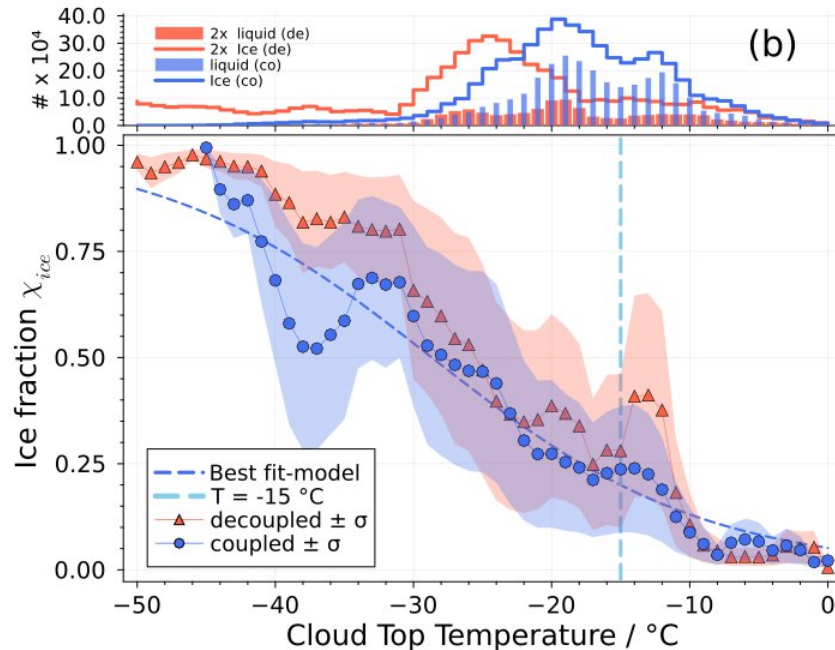 40.0
30.0
20.0
10.0
0.0
# x 10⁴
2x liquid (de)
2x Ice (de)
liquid (co)
Ice (co)
(b)
1.00
0.75
0.50
0.25
0.00
Ice fraction χ_ice
Best fit-model
T = -15 °C
decoupled ± σ
coupled ± σ
−50
−40
−30
−20
−10
0
Cloud Top Temperature / °C